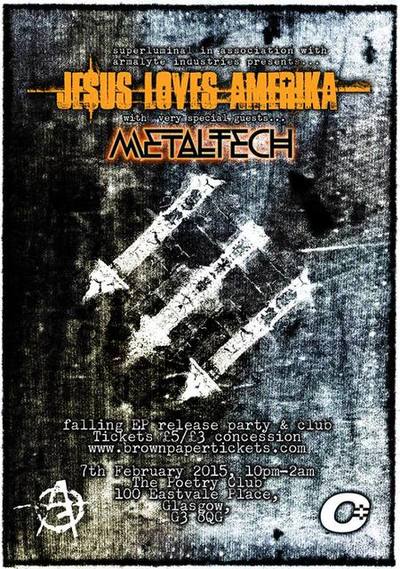 superluminal in association with
armalyte industries presents...
JESUS LOVES AMERIKA
with very special guests...
METALTECH
falling EP release party & club
Tickets £5/£3 concession
www.brownpapertickets.com
7th February 2015, 10pm-2am
The Poetry Club
100 Eastvale Place,
Glasgow,
G3 8QG